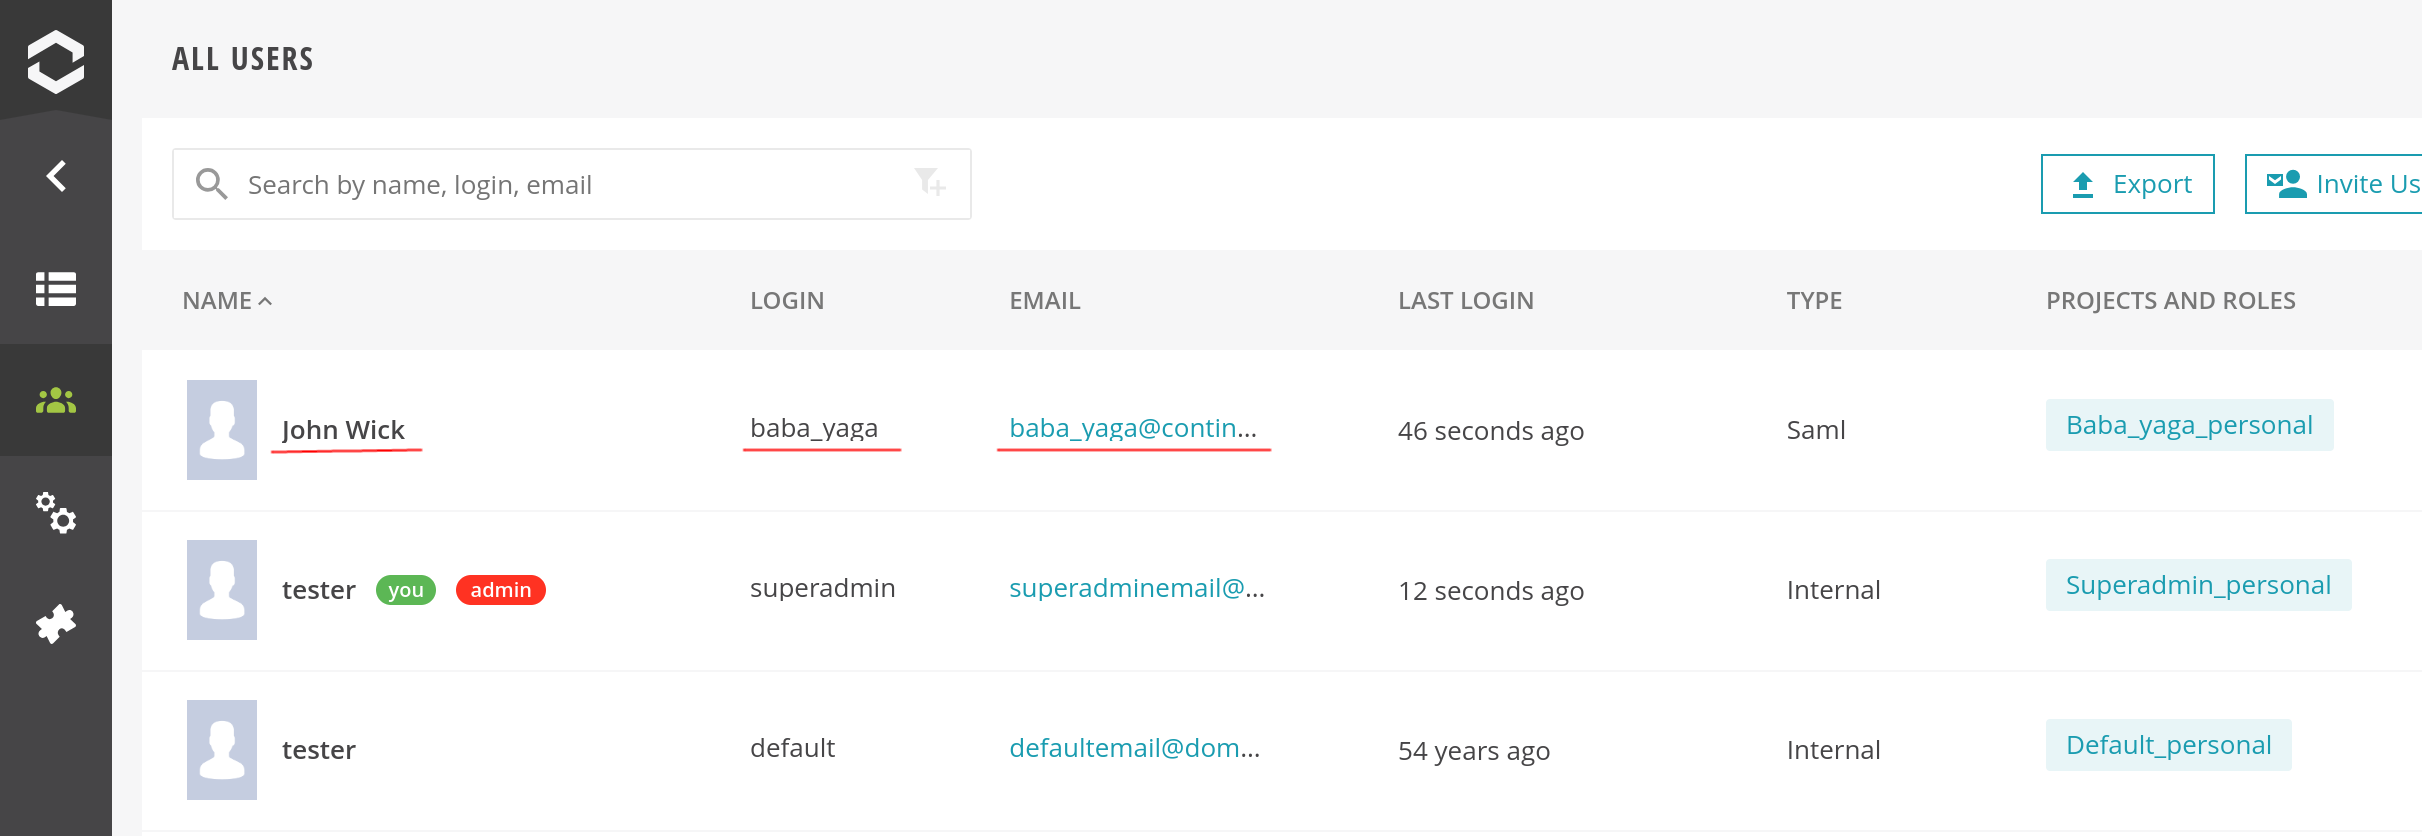 ALL USERS
Search by name, login, email
Export
Invite Us
NAME LOGIN EMAIL LAST LOGIN TYPE PROJECTS AND ROLES
John Wick baba_yaga baba_yaga@contin... 46 seconds ago Saml Baba_yaga_personal
tester you admin superadmin superadminemail@... 12 seconds ago Internal Superadmin_personal
tester default defaultemail@dom... 54 years ago Internal Default_personal